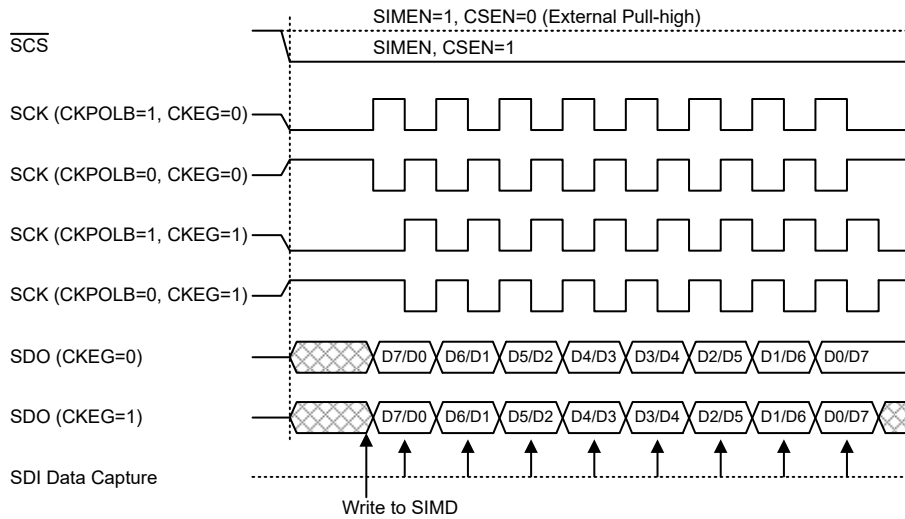 SIMEN=1, CSEN=0 (External Pull-high)
SCS
SIMEN, CSEN=1
SCK (CKPOLB=1, CKEG=0)
SCK (CKPOLB=0, CKEG=0)
SCK (CKPOLB=1, CKEG=1)
SCK (CKPOLB=0, CKEG=1)
SDO (CKEG=0) D7/D0 D6/D1 D5/D2 D4/D3 D3/D4 D2/D5 D1/D6 D0/D7
SDO (CKEG=1) D7/D0 D6/D1 D5/D2 D4/D3 D3/D4 D2/D5 D1/D6 D0/D7
SDI Data Capture
Write to SIMD